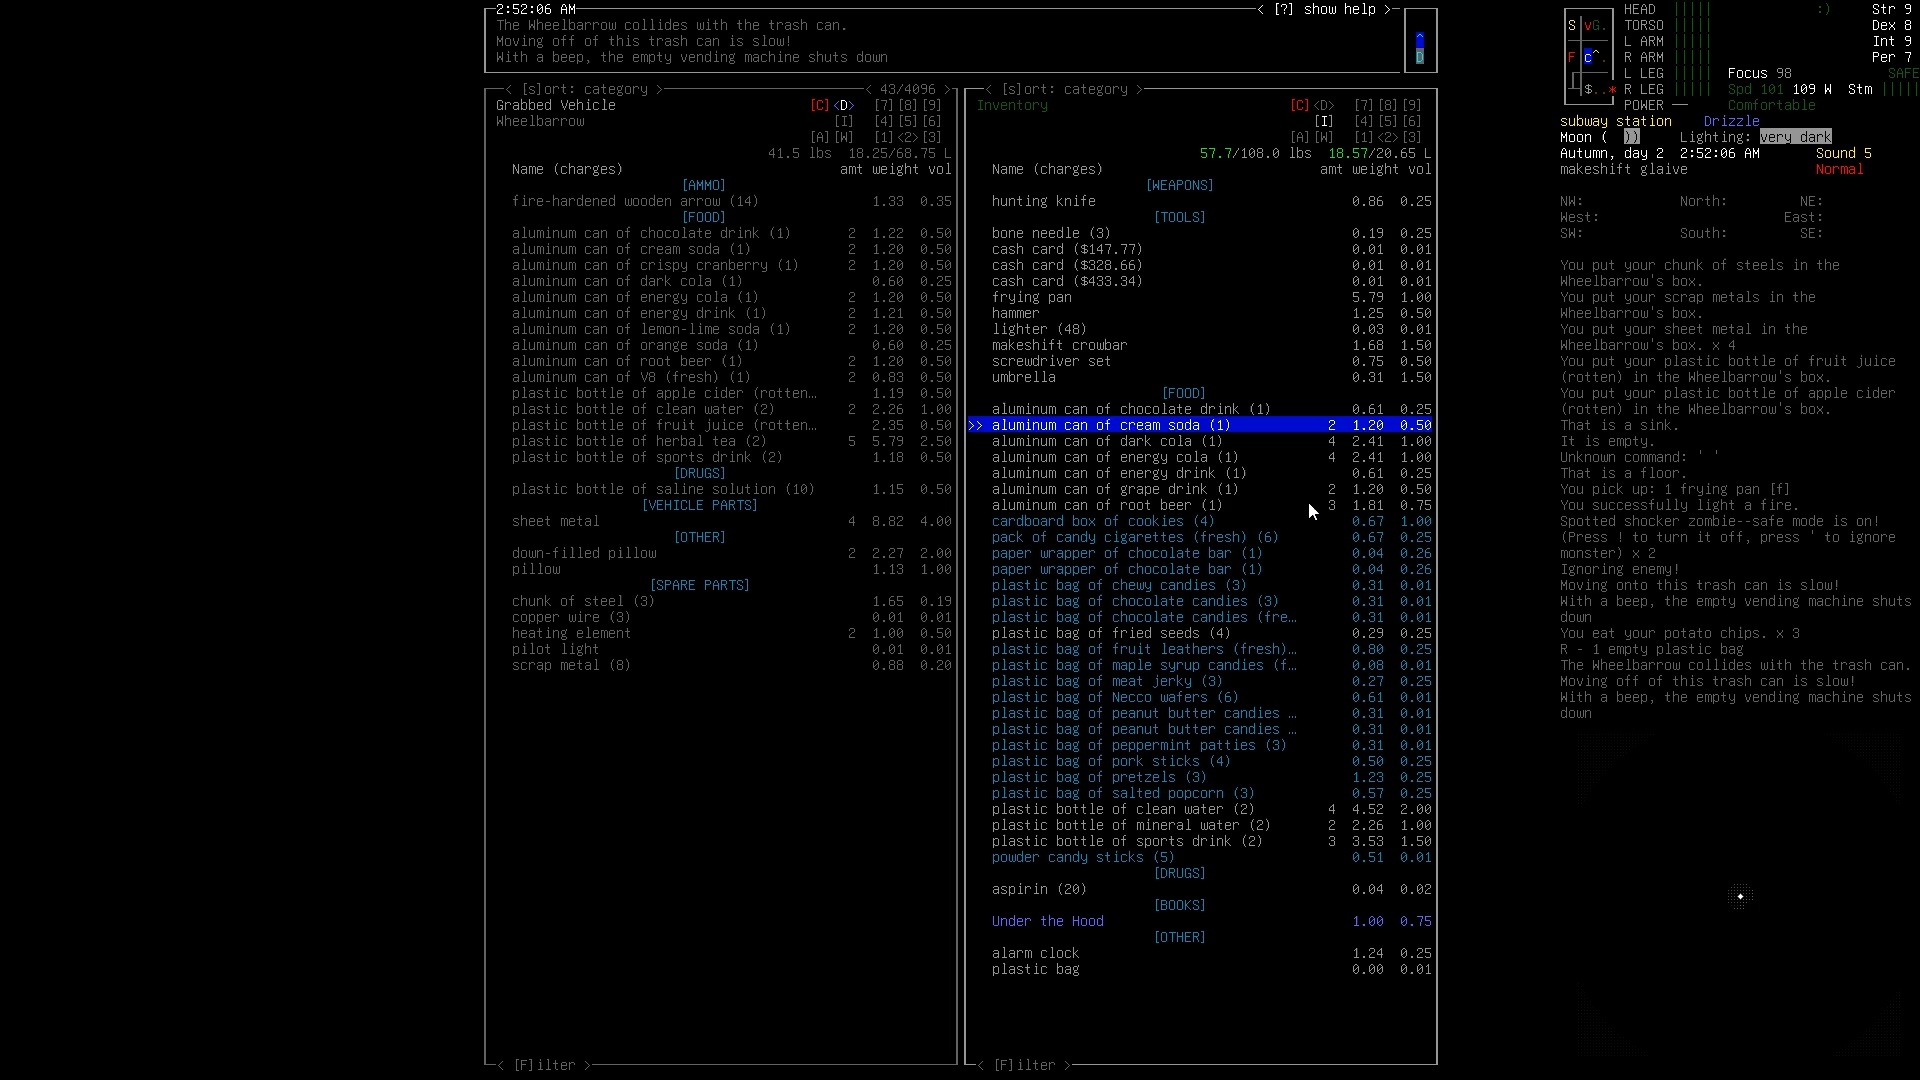 2:52:06 AM < [?] show help >
The Wheelbarrow collides with the trash can.
Moving off of this trash can is slow!
With a beep, the empty vending machine shuts down
^
D
< [s]ort: category > < 43/4096 >
Grabbed Vehicle [C]<D> [7][8][9]
Wheelbarrow [I] [4][5][6]
[A][W] [1]<2>[3]
41.5 lbs 18.25/68.75 L
Name (charges) amt weight vol
[AMMO]
fire-hardened wooden arrow (14) 1.33 0.35
[FOOD]
aluminum can of chocolate drink (1) 2 1.22 0.50
aluminum can of cream soda (1) 2 1.20 0.50
aluminum can of crispy cranberry (1) 2 1.20 0.50
aluminum can of dark cola (1) 0.60 0.25
aluminum can of energy cola (1) 2 1.20 0.50
aluminum can of energy drink (1) 2 1.21 0.50
aluminum can of lemon-lime soda (1) 2 1.20 0.50
aluminum can of orange soda (1) 0.60 0.25
aluminum can of root beer (1) 2 1.20 0.50
aluminum can of V8 (fresh) (1) 2 0.83 0.50
plastic bottle of apple cider (rotten… 1.19 0.50
plastic bottle of clean water (2) 2 2.26 1.00
plastic bottle of fruit juice (rotten… 2.35 0.50
plastic bottle of herbal tea (2) 5 5.79 2.50
plastic bottle of sports drink (2) 1.18 0.50
[DRUGS]
plastic bottle of saline solution (10) 1.15 0.50
[VEHICLE PARTS]
sheet metal 4 8.82 4.00
[OTHER]
down-filled pillow 2 2.27 2.00
pillow 1.13 1.00
[SPARE PARTS]
chunk of steel (3) 1.65 0.19
copper wire (3) 0.01 0.01
heating element 2 1.00 0.50
pilot light 0.01 0.01
scrap metal (8) 0.88 0.20
< [F]ilter >
< [s]ort: category >
Inventory [C]<D> [7][8][9]
[I] [4][5][6]
[A][W] [1]<2>[3]
57.7/108.0 lbs 18.57/20.65 L
Name (charges) amt weight vol
[WEAPONS]
hunting knife 0.86 0.25
[TOOLS]
bone needle (3) 0.19 0.25
cash card ($147.77) 0.01 0.01
cash card ($328.66) 0.01 0.01
cash card ($433.34) 0.01 0.01
frying pan 5.79 1.00
hammer 1.25 0.50
lighter (48) 0.03 0.01
makeshift crowbar 1.68 1.50
screwdriver set 0.75 0.50
umbrella 0.31 1.50
[FOOD]
aluminum can of chocolate drink (1) 0.61 0.25
>> aluminum can of cream soda (1) 2 1.20 0.50
aluminum can of dark cola (1) 4 2.41 1.00
aluminum can of energy cola (1) 4 2.41 1.00
aluminum can of energy drink (1) 0.61 0.25
aluminum can of grape drink (1) 2 1.20 0.50
aluminum can of root beer (1) 3 1.81 0.75
cardboard box of cookies (4) 0.67 1.00
pack of candy cigarettes (fresh) (6) 0.67 0.25
paper wrapper of chocolate bar (1) 0.04 0.26
paper wrapper of chocolate bar (1) 0.04 0.26
plastic bag of chewy candies (3) 0.31 0.01
plastic bag of chocolate candies (3) 0.31 0.01
plastic bag of chocolate candies (fre… 0.31 0.01
plastic bag of fried seeds (4) 0.29 0.25
plastic bag of fruit leathers (fresh)… 0.80 0.25
plastic bag of maple syrup candies (f… 0.08 0.01
plastic bag of meat jerky (3) 0.27 0.25
plastic bag of Necco wafers (6) 0.61 0.01
plastic bag of peanut butter candies … 0.31 0.01
plastic bag of peanut butter candies … 0.31 0.01
plastic bag of peppermint patties (3) 0.31 0.01
plastic bag of pork sticks (4) 0.50 0.25
plastic bag of pretzels (3) 1.23 0.25
plastic bag of salted popcorn (3) 0.57 0.25
plastic bottle of clean water (2) 4 4.52 2.00
plastic bottle of mineral water (2) 2 2.26 1.00
plastic bottle of sports drink (2) 3 3.53 1.50
powder candy sticks (5) 0.51 0.01
[DRUGS]
aspirin (20) 0.04 0.02
[BOOKS]
Under the Hood 1.00 0.75
[OTHER]
alarm clock 1.24 0.25
plastic bag 0.00 0.01
< [F]ilter >
S vG.
F c^.
$..*
HEAD ||||| :) Str 9
TORSO ||||| Dex 8
L ARM ||||| Int 9
R ARM ||||| Per 7
L LEG ||||| Focus 98 SAFE
R LEG ||||| Spd 101 109 W Stm |||||
POWER -- Comfortable
subway station Drizzle
Moon ( )) Lighting: very dark
Autumn, day 2 2:52:06 AM Sound 5
makeshift glaive Normal
NW: North: NE:
West: East:
SW: South: SE:
You put your chunk of steels in the
Wheelbarrow's box.
You put your scrap metals in the
Wheelbarrow's box.
You put your sheet metal in the
Wheelbarrow's box. x 4
You put your plastic bottle of fruit juice
(rotten) in the Wheelbarrow's box.
You put your plastic bottle of apple cider
(rotten) in the Wheelbarrow's box.
That is a sink.
It is empty.
Unknown command: ' '
That is a floor.
You pick up: 1 frying pan [f]
You successfully light a fire.
Spotted shocker zombie--safe mode is on!
(Press ! to turn it off, press ' to ignore
monster) x 2
Ignoring enemy!
Moving onto this trash can is slow!
With a beep, the empty vending machine shuts
down
You eat your potato chips. x 3
R - 1 empty plastic bag
The Wheelbarrow collides with the trash can.
Moving off of this trash can is slow!
With a beep, the empty vending machine shuts
down